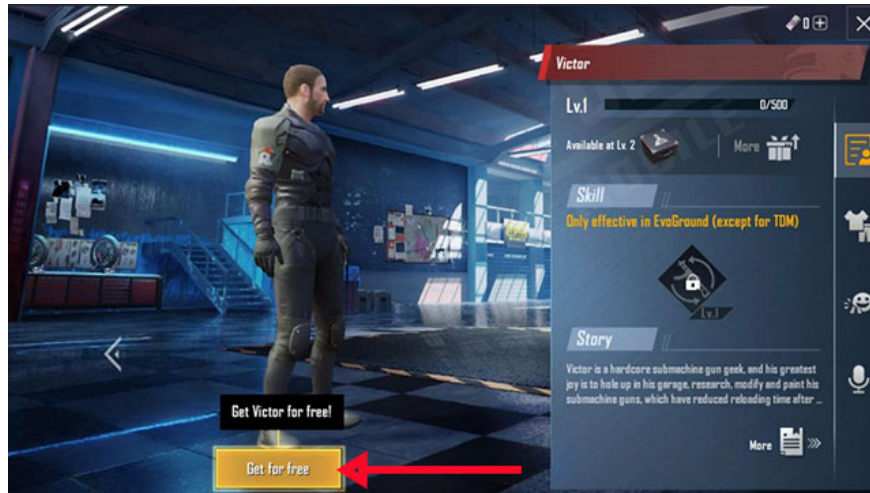 0
Victor
Lv.1
0/500
Available at Lv. 2
More
Skill
Only effective in EvoGround (except for TDM)
Lv.1
Story
Victor is a hardcore submachine gun geek, and his greatest
joy is to hole up in his garage, research, modify and paint his
submachine guns, which have reduced reloading time after ...
More
Get Victor for free!
Get for free